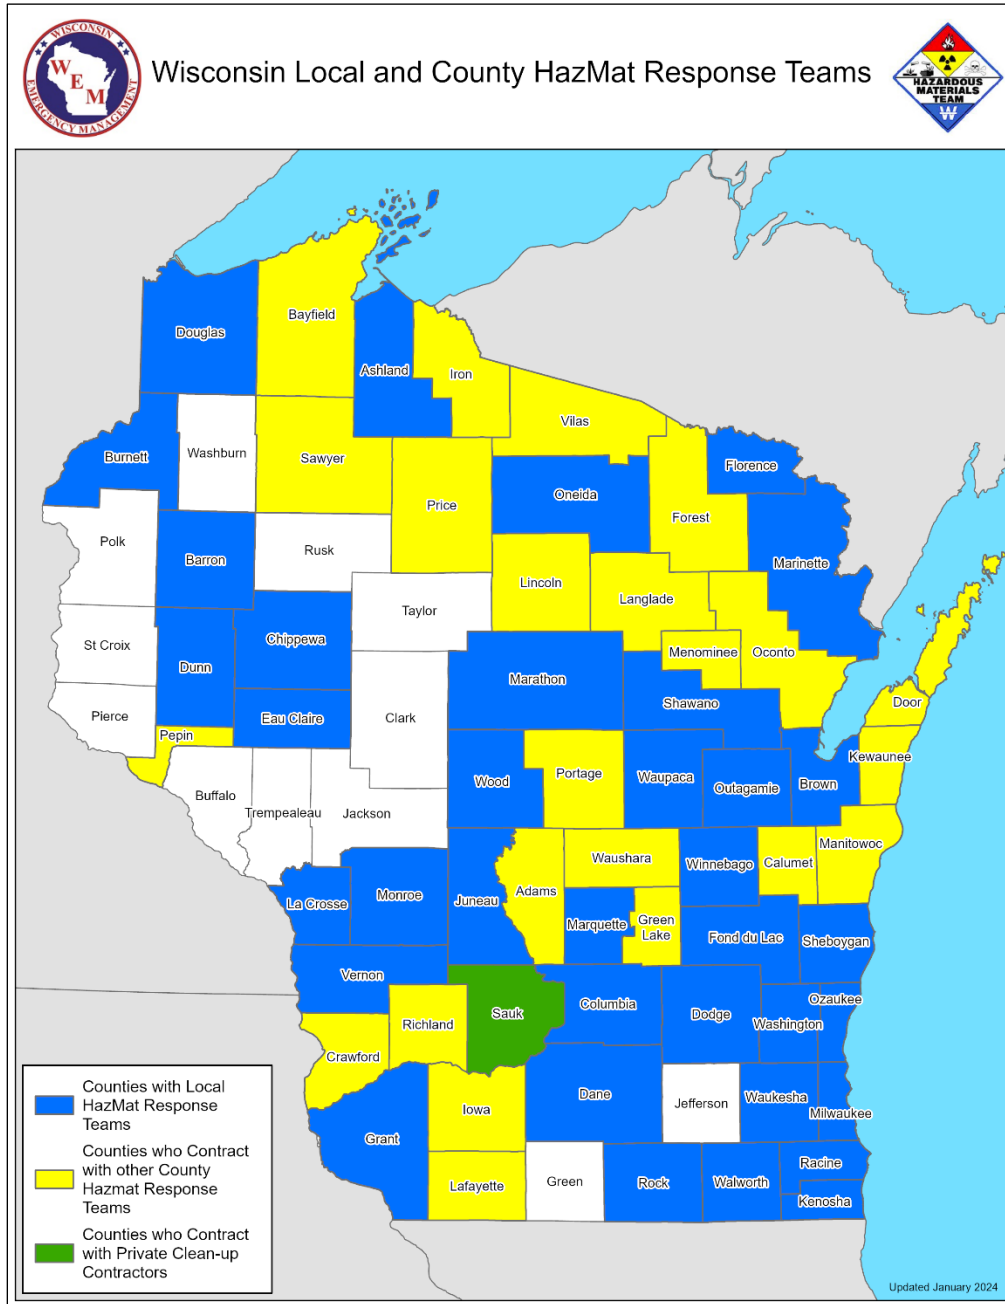 WISCONSIN
WEM
EMERGENCY MANAGEMENT
Wisconsin Local and County HazMat Response Teams
HAZARDOUS
MATERIALS
TEAM
W
Douglas
Bayfield
Ashland
Iron
Vilas
Burnett
Washburn
Sawyer
Price
Oneida
Florence
Forest
Polk
Barron
Rusk
Lincoln
Langlade
Marinette
Taylor
St Croix
Dunn
Chippewa
Menominee
Oconto
Marathon
Shawano
Pierce
Eau Claire
Clark
Door
Pepin
Kewaunee
Buffalo
Trempealeau
Jackson
Wood
Portage
Waupaca
Outagamie
Brown
Waushara
Winnebago
Calumet
Manitowoc
La Crosse
Monroe
Juneau
Adams
Marquette
Green
Lake
Fond du Lac
Sheboygan
Vernon
Richland
Sauk
Columbia
Dodge
Washington
Ozaukee
Crawford
Iowa
Dane
Jefferson
Waukesha
Milwaukee
Grant
Lafayette
Green
Rock
Walworth
Racine
Kenosha
Counties with Local
HazMat Response
Teams
Counties who Contract
with other County
Hazmat Response
Teams
Counties who Contract
with Private Clean-up
Contractors
Updated January 2024